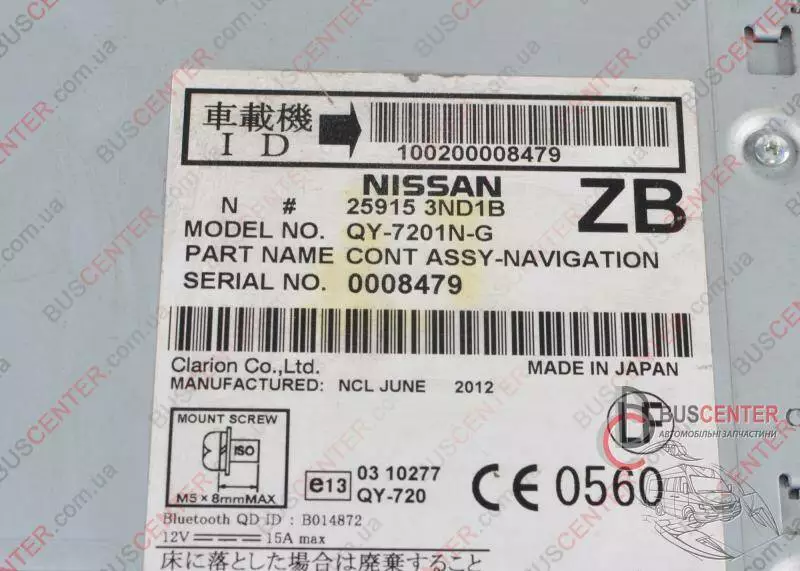 車載機
ID
100200008479
NISSAN
ZB
N # 25915 3ND1B
MODEL NO. QY-7201N-G
PART NAME CONT ASSY-NAVIGATION
SERIAL NO. 0008479
Clarion Co.,Ltd. MADE IN JAPAN
MANUFACTURED: NCL JUNE 2012
MOUNT SCREW
ISO
M5×8mmMAX
e13 03 10277
QY-720
CE 0560
LF
BUSCENTER
АВТОМОБІЛЬНІ ЗАПЧАСТИНИ
Bluetooth QD ID : B014872
12V 15A max
床に落とした場合は廃棄すること
BUSCENTER.com.ua